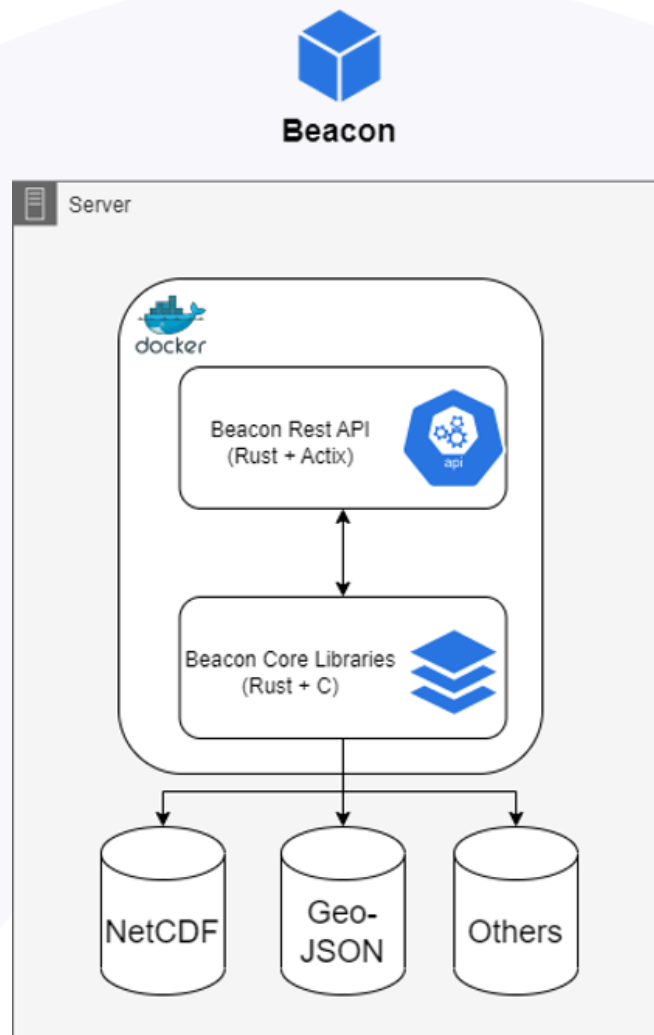 Beacon
Server
docker
Beacon Rest API
(Rust + Actix)
api
Beacon Core Libraries
(Rust + C)
NetCDF
Geo-
JSON
Others